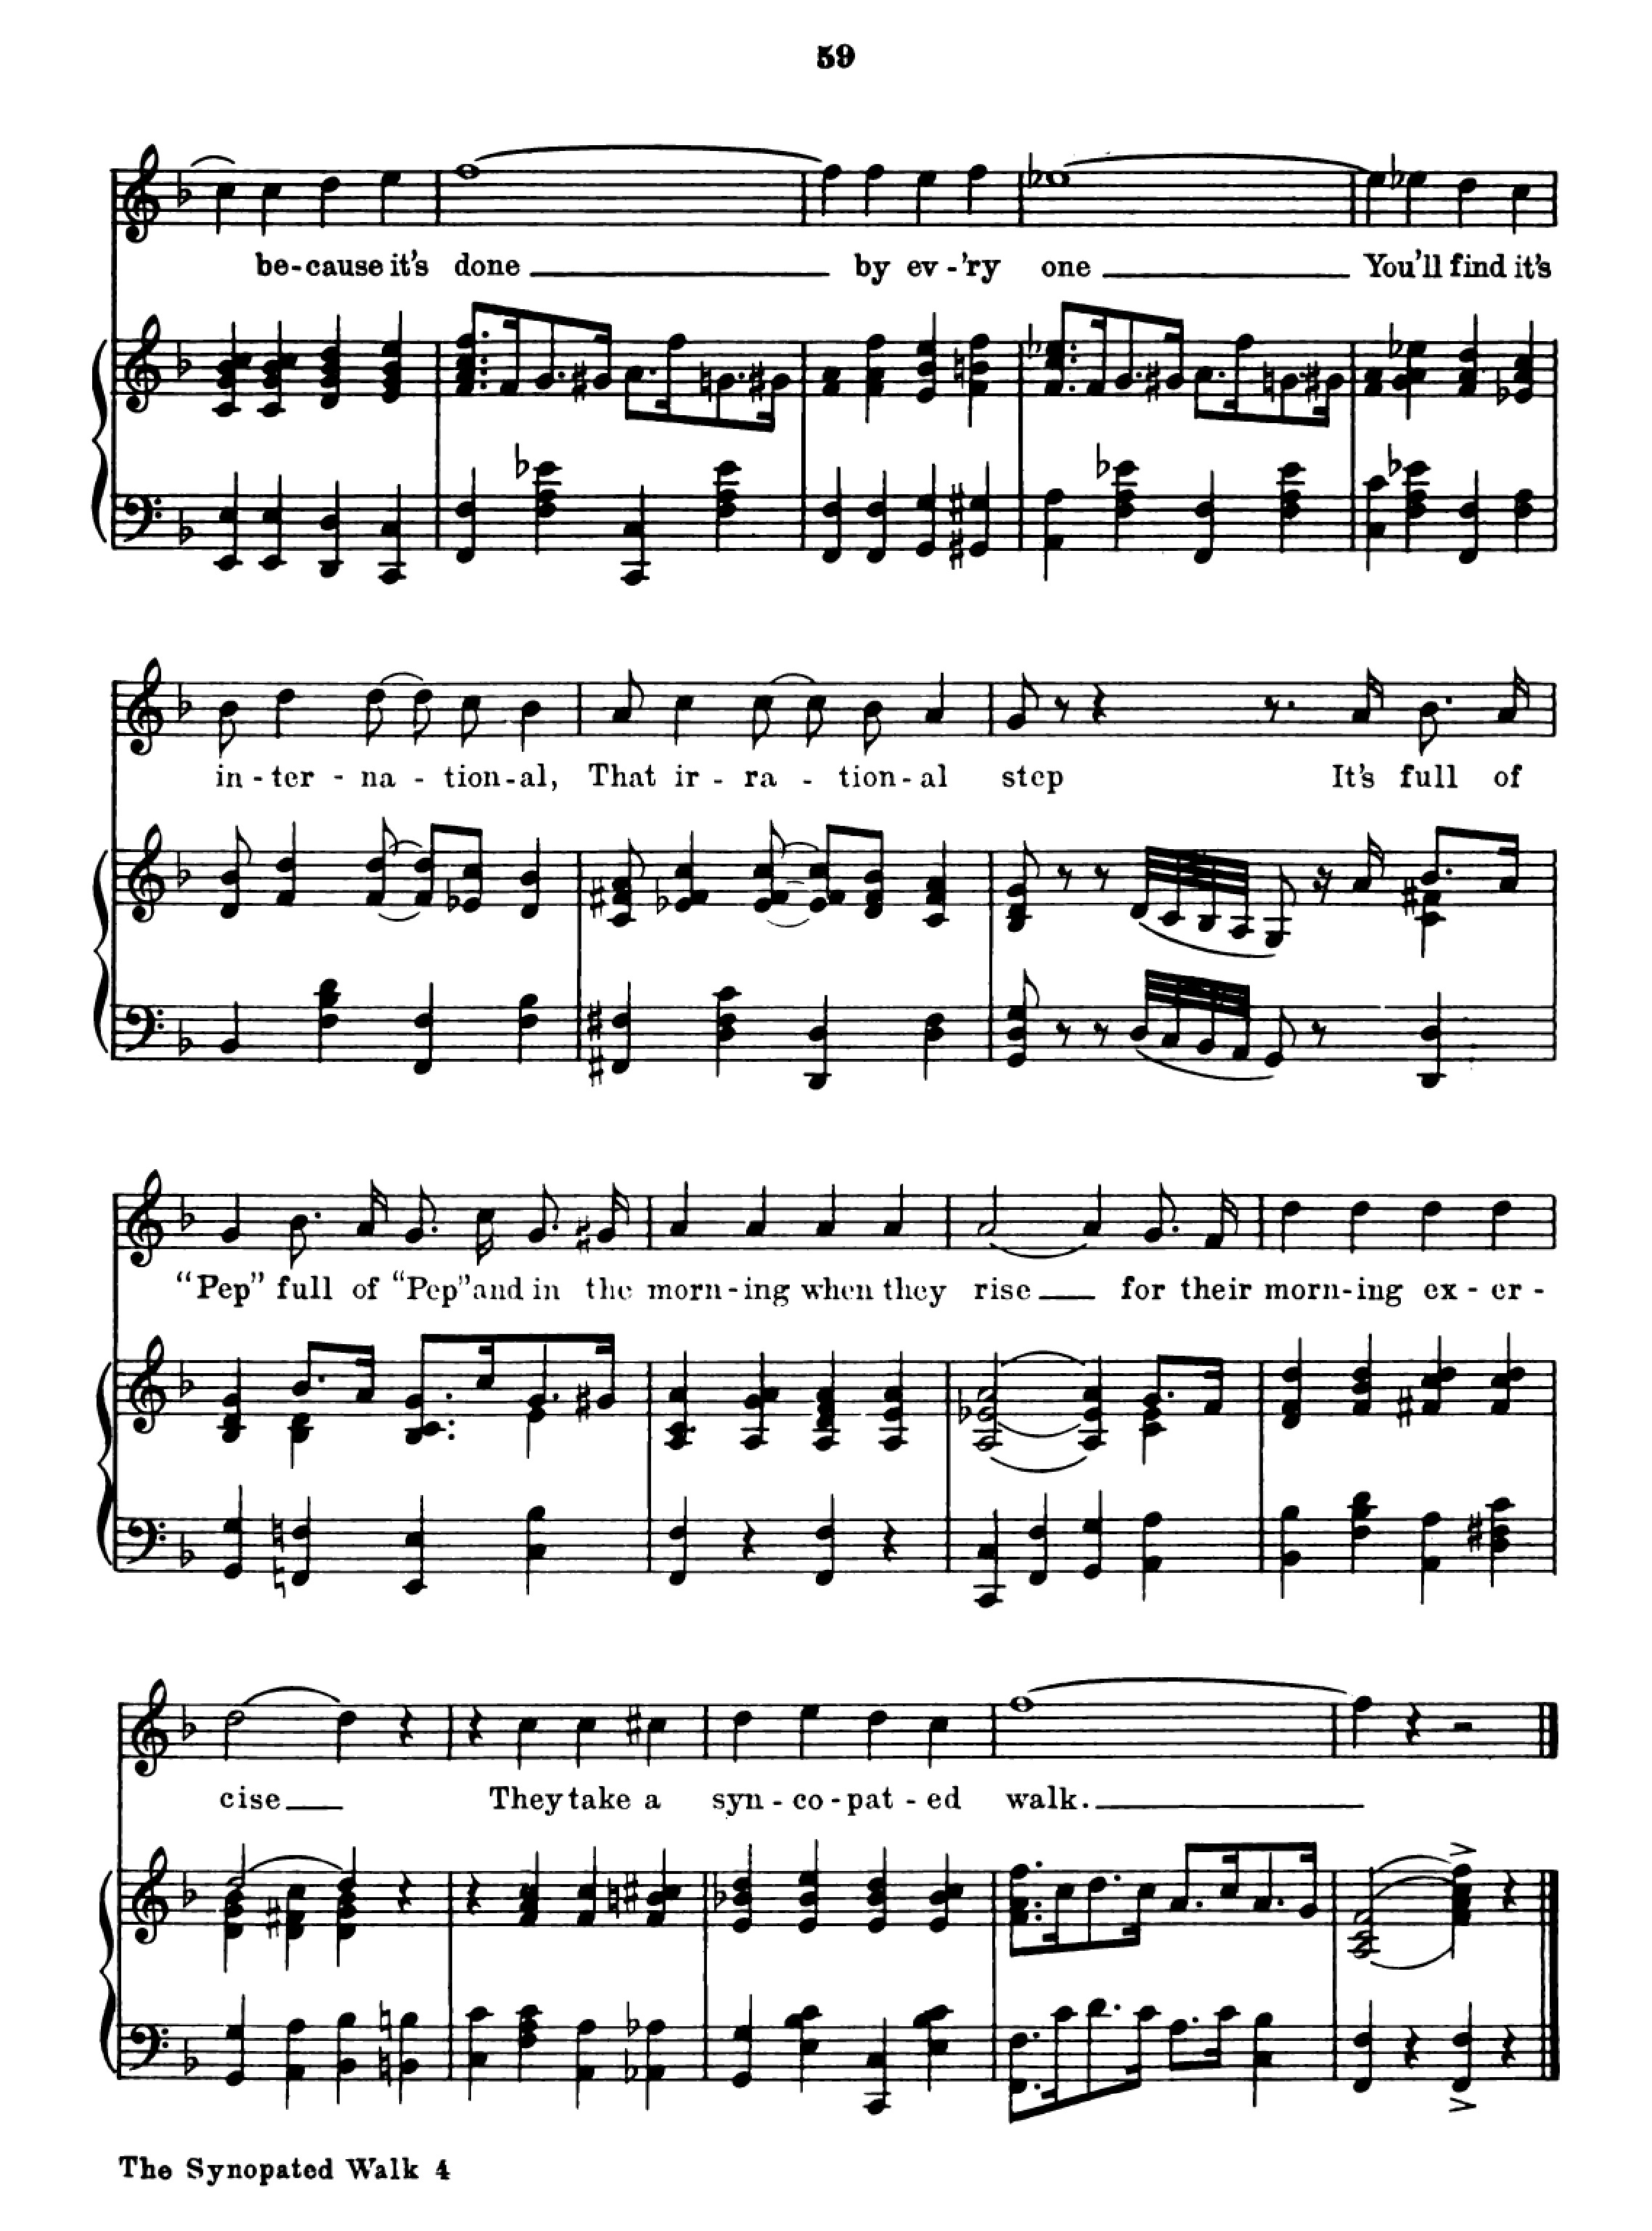 59
be-cause it's done by ev-'ry one You'll find it's
in-ter-na-tion-al, That ir-ra-tion-al step It's full of
"Pep" full of "Pep" and in the morn-ing when they rise for their morn-ing ex-er-
cise They take a syn-co-pat-ed walk.
The Synopated Walk 4